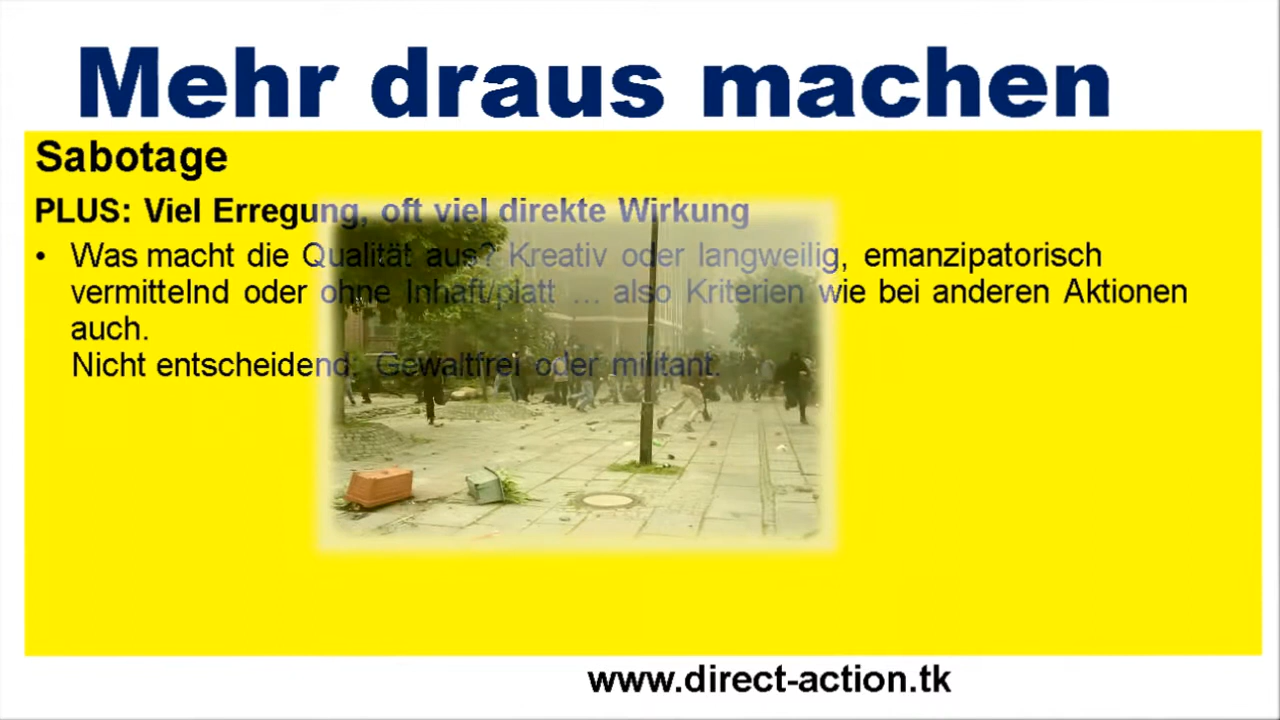 Mehr draus machen
Sabotage
PLUS: Viel Erregung, oft viel direkte Wirkung
• Was macht die Qualität aus? Kreativ oder langweilig, emanzipatorisch
vermittelnd oder ohne Inhalt/platt ... also Kriterien wie bei anderen Aktionen
auch.
Nicht entscheidend: Gewaltfrei oder militant.
www.direct-action.tk